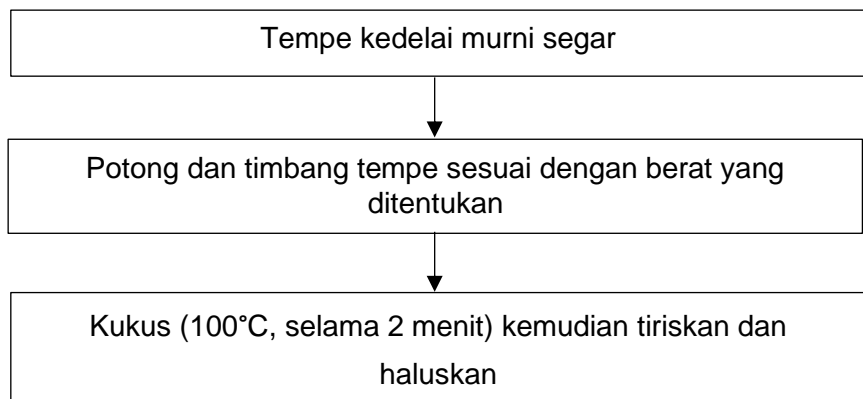 Tempe kedelai murni segar
Potong dan timbang tempe sesuai dengan berat yang
ditentukan
Kukus (100°C, selama 2 menit) kemudian tiriskan dan
haluskan